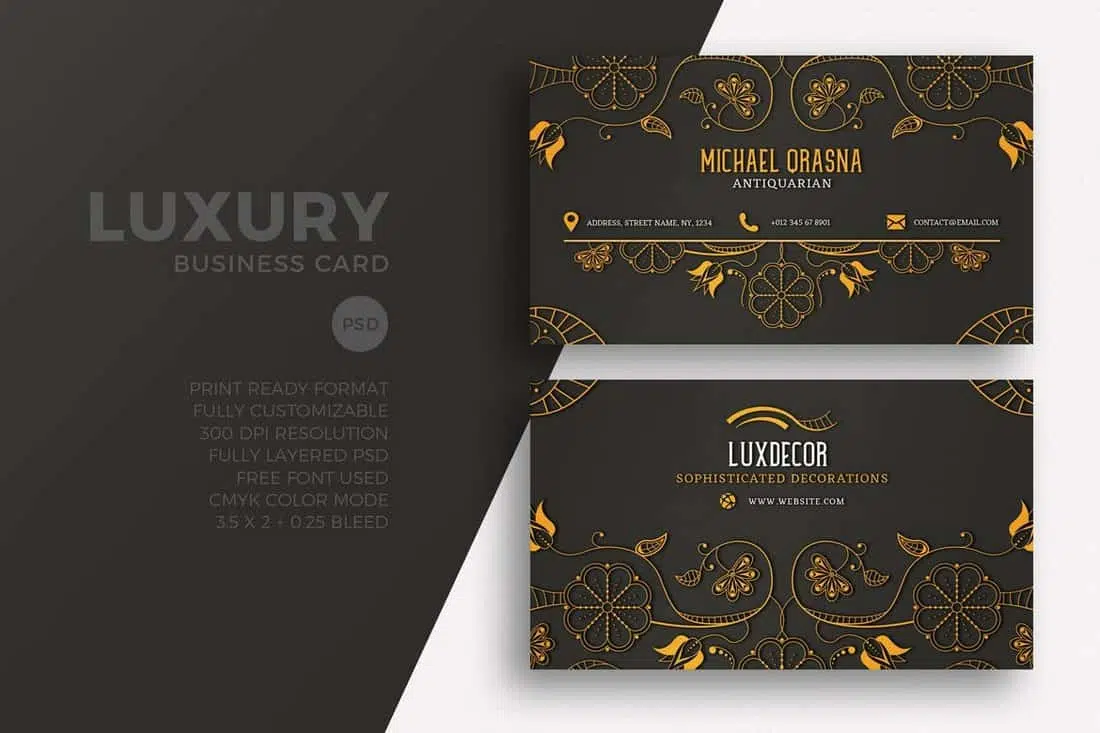 LUXURY
BUSINESS CARD
PSD
PRINT READY FORMAT
FULLY CUSTOMIZABLE
300 DPI RESOLUTION
FULLY LAYERED PSD
FREE FONT USED
CMYK COLOR MODE
3.5 X 2 + 0.25 BLEED
MICHAEL QRASNA
ANTIQUARIAN
ADDRESS, STREET NAME, NY, 1234
+012 345 67 8901
CONTACT@EMAIL.COM
LUXDECOR
SOPHISTICATED DECORATIONS
WWW.WEBSITE.COM